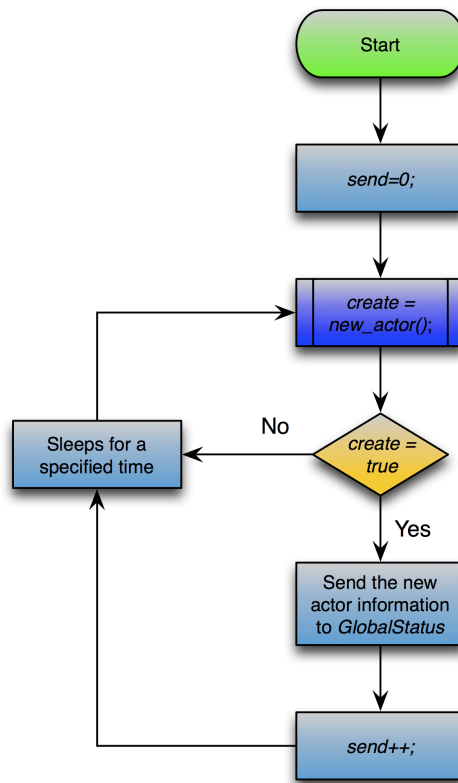 Start
send=0;
create =
new_actor();
No
create =
true
Sleeps for a
specified time
Yes
Send the new
actor information
to GlobalStatus
send++;